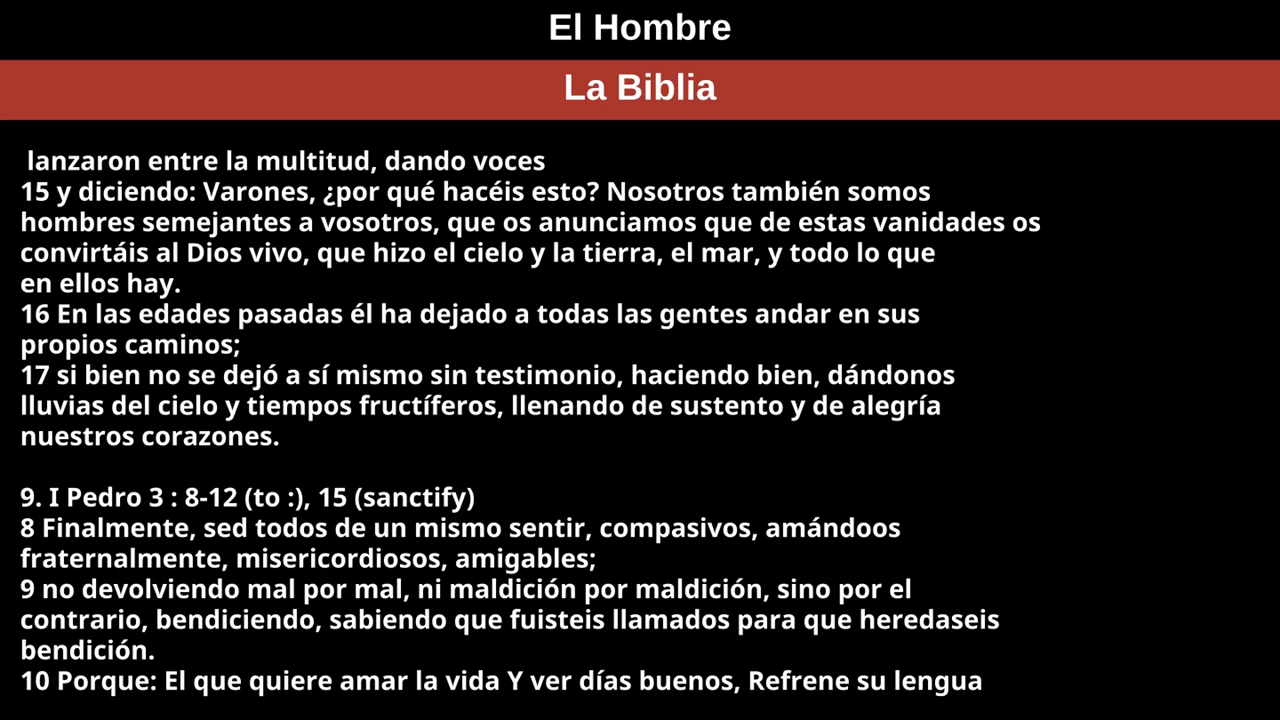 El Hombre
La Biblia
lanzaron entre la multitud, dando voces
15 y diciendo: Varones, ¿por qué hacéis esto? Nosotros también somos
hombres semejantes a vosotros, que os anunciamos que de estas vanidades os
convirtáis al Dios vivo, que hizo el cielo y la tierra, el mar, y todo lo que
en ellos hay.
16 En las edades pasadas él ha dejado a todas las gentes andar en sus
propios caminos;
17 si bien no se dejó a sí mismo sin testimonio, haciendo bien, dándonos
lluvias del cielo y tiempos fructíferos, llenando de sustento y de alegría
nuestros corazones.
9. I Pedro 3 : 8-12 (to :), 15 (sanctify)
8 Finalmente, sed todos de un mismo sentir, compasivos, amándoos
fraternalmente, misericordiosos, amigables;
9 no devolviendo mal por mal, ni maldición por maldición, sino por el
contrario, bendiciendo, sabiendo que fuisteis llamados para que heredaseis
bendición.
10 Porque: El que quiere amar la vida Y ver días buenos, Refrene su lengua